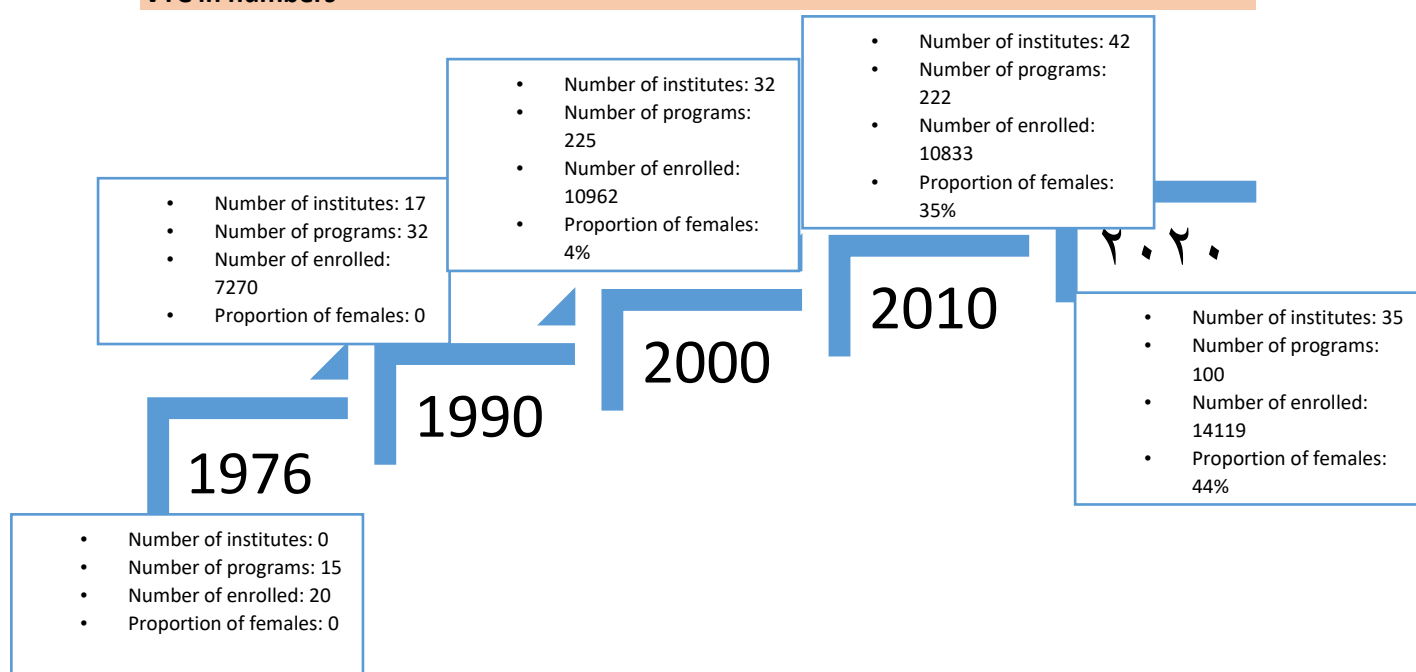 VTC in numbers
• Number of institutes: 42
• Number of programs:
222
• Number of enrolled:
10833
• Proportion of females:
35%
• Number of institutes: 32
• Number of programs:
225
• Number of enrolled:
10962
• Proportion of females:
4%
• Number of institutes: 17
• Number of programs: 32
• Number of enrolled:
7270
• Proportion of females: 0
٢٠٢٠
2010
2000
1990
1976
• Number of institutes: 35
• Number of programs:
100
• Number of enrolled:
14119
• Proportion of females:
44%
• Number of institutes: 0
• Number of programs: 15
• Number of enrolled: 20
• Proportion of females: 0